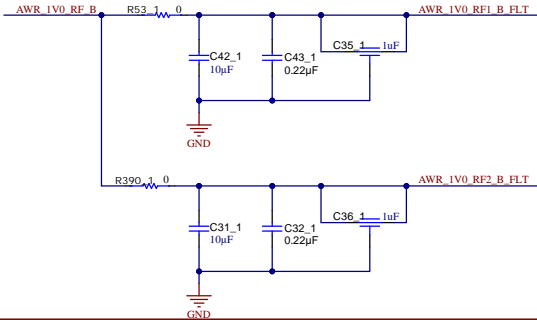 AWR_1V0_RF_B R53_1 0 AWR_1V0_RF1_B_FLT
C35_1 1uF
C42_1 C43_1
10µF 0.22µF
GND
R390_1 0 AWR_1V0_RF2_B_FLT
C36_1 1uF
C31_1 C32_1
10µF 0.22µF
GND